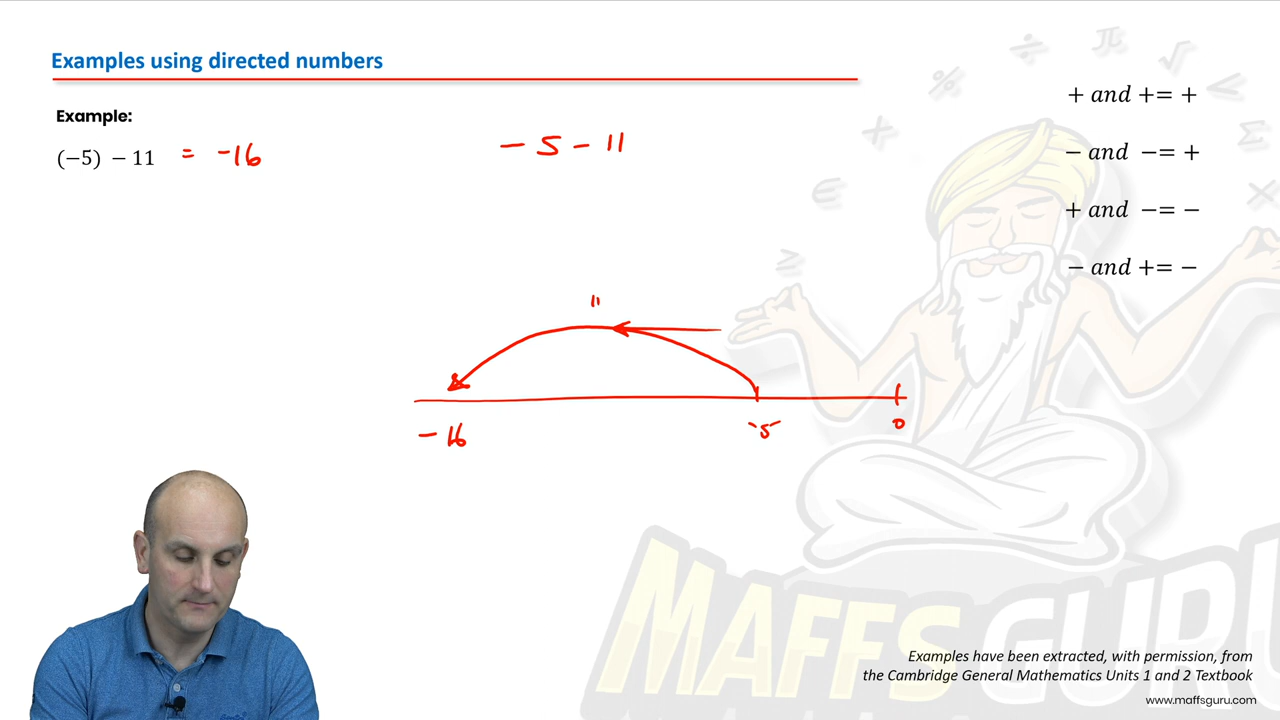 Examples using directed numbers
Example:
(−5) − 11 = -16
- 5 - 11
+ and += +
− and −= +
+ and −= −
− and += −
÷ π √ % < × Σ € × ≥
11
-16
-5
0
MAFFS GURU
Examples have been extracted, with permission, from
the Cambridge General Mathematics Units 1 and 2 Textbook
www.maffsguru.com